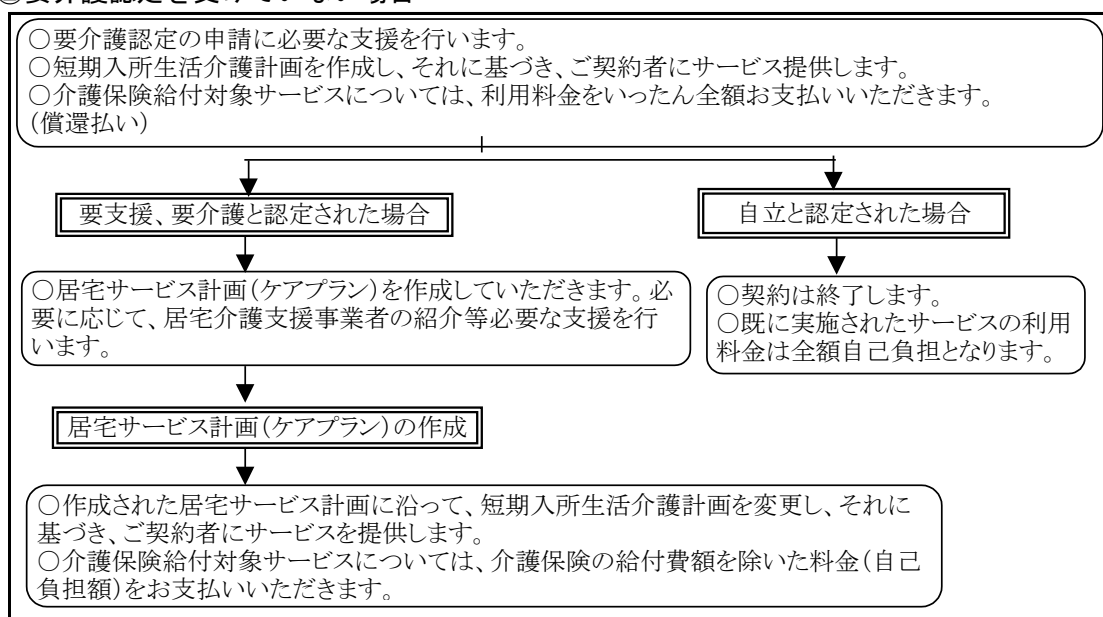 要介護認定を受けていない場合
○要介護認定の申請に必要な支援を行います。
○短期入所生活介護計画を作成し、それに基づき、ご契約者にサービス提供します。
○介護保険給付対象サービスについては、利用料金をいったん全額お支払いいただきます。
(償還払い)
要支援、要介護と認定された場合
自立と認定された場合
○居宅サービス計画(ケアプラン)を作成していただきます。必
要に応じて、居宅介護支援事業者の紹介等必要な支援を行
います。
○契約は終了します。
○既に実施されたサービスの利用
料金は全額自己負担となります。
居宅サービス計画(ケアプラン)の作成
○作成された居宅サービス計画に沿って、短期入所生活介護計画を変更し、それに
基づき、ご契約者にサービスを提供します。
○介護保険給付対象サービスについては、介護保険の給付費額を除いた料金(自己
負担額)をお支払いいただきます。